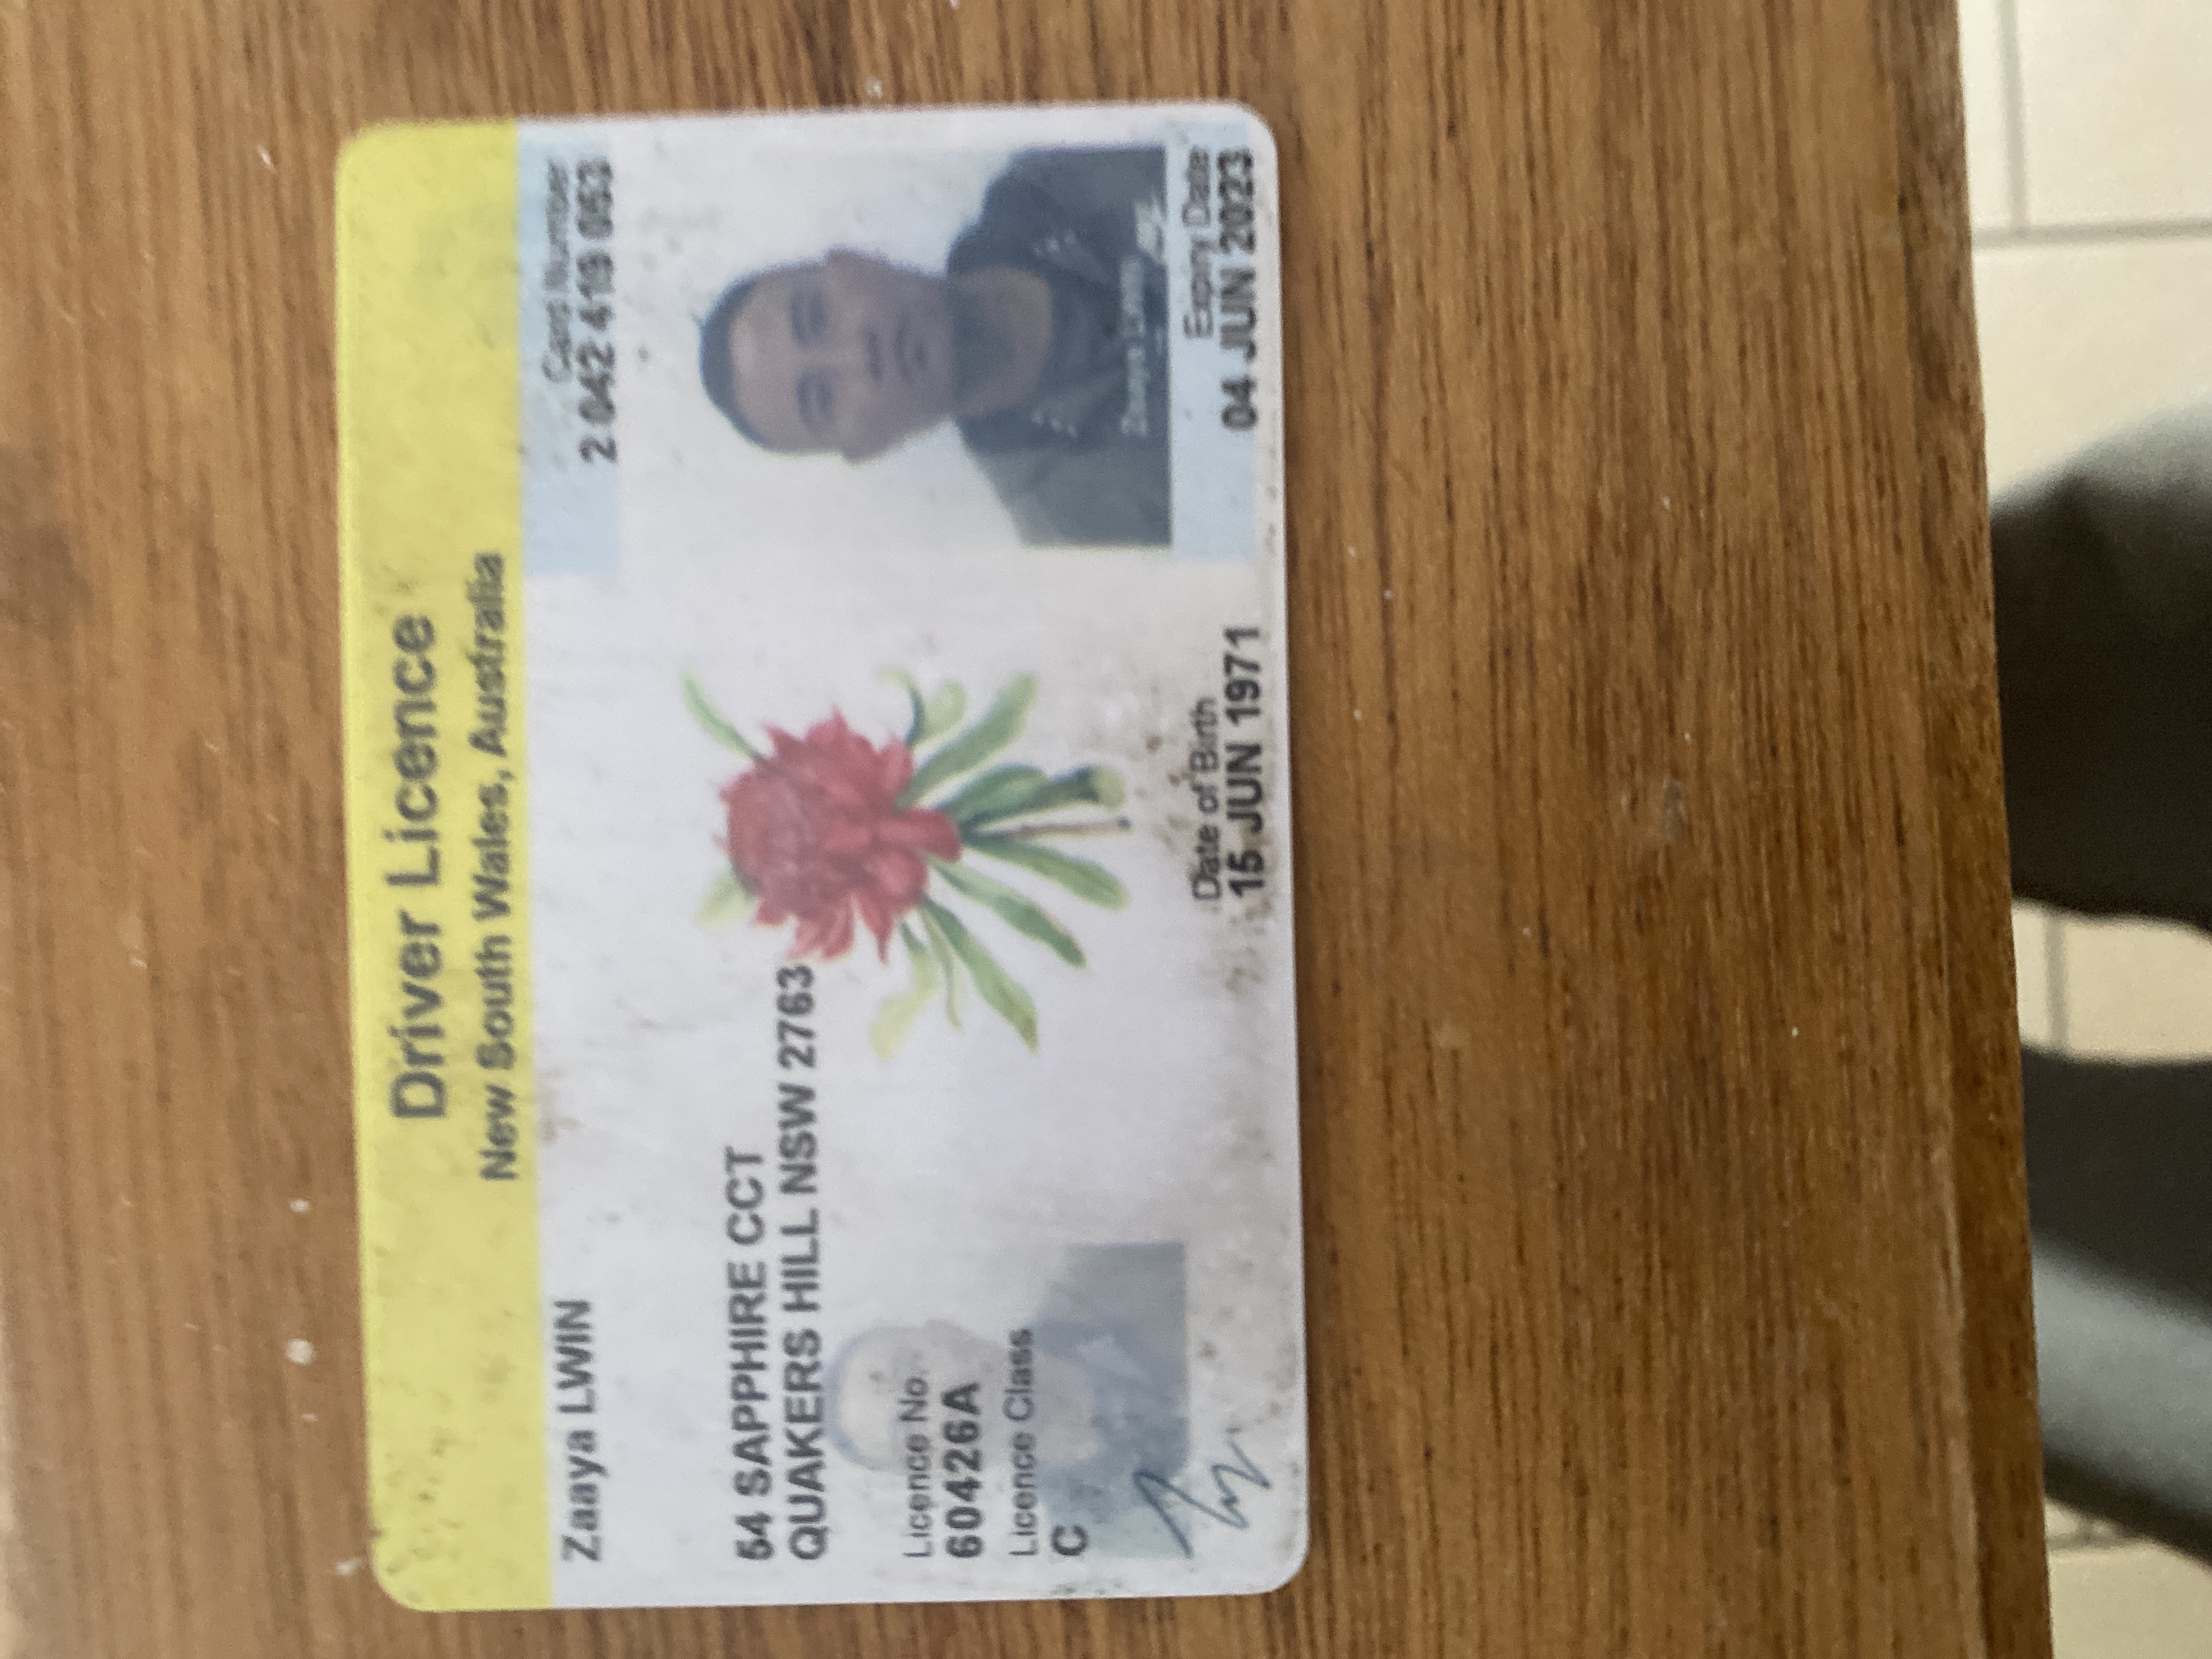 Driver Licence
New South Wales, Australia
Zaaya LWIN
Card Number
2 042 419 053
54 SAPPHIRE CCT
QUAKERS HILL NSW 2763
Licence No.
60426A
Licence Class
C
Zaaya LWIN
Date of Birth
15 JUN 1971
Expiry Date
04 JUN 2023